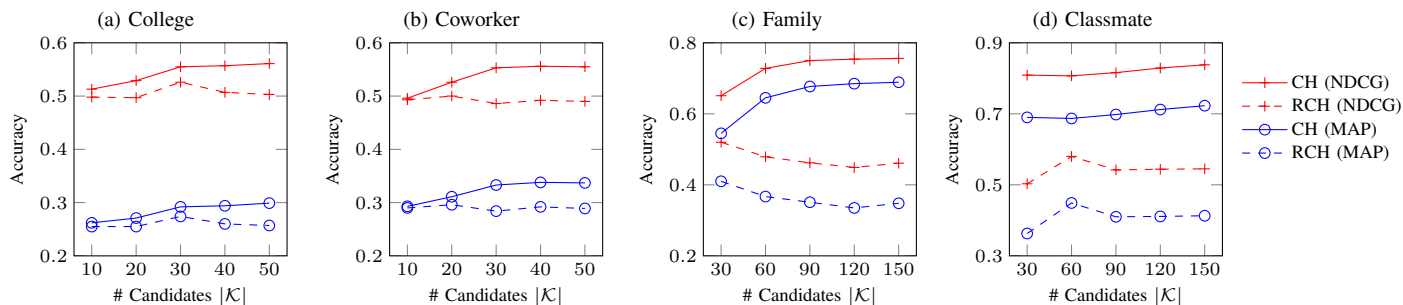 (a) College
0.6
0.5
0.4
0.3
0.2
10 20 30 40 50
# Candidates |𝒦|
Accuracy
(b) Coworker
0.6
0.5
0.4
0.3
0.2
10 20 30 40 50
# Candidates |𝒦|
Accuracy
(c) Family
0.8
0.6
0.4
0.2
30 60 90 120 150
# Candidates |𝒦|
Accuracy
(d) Classmate
0.9
0.7
0.5
0.3
30 60 90 120 150
# Candidates |𝒦|
Accuracy
CH (NDCG)
RCH (NDCG)
CH (MAP)
RCH (MAP)